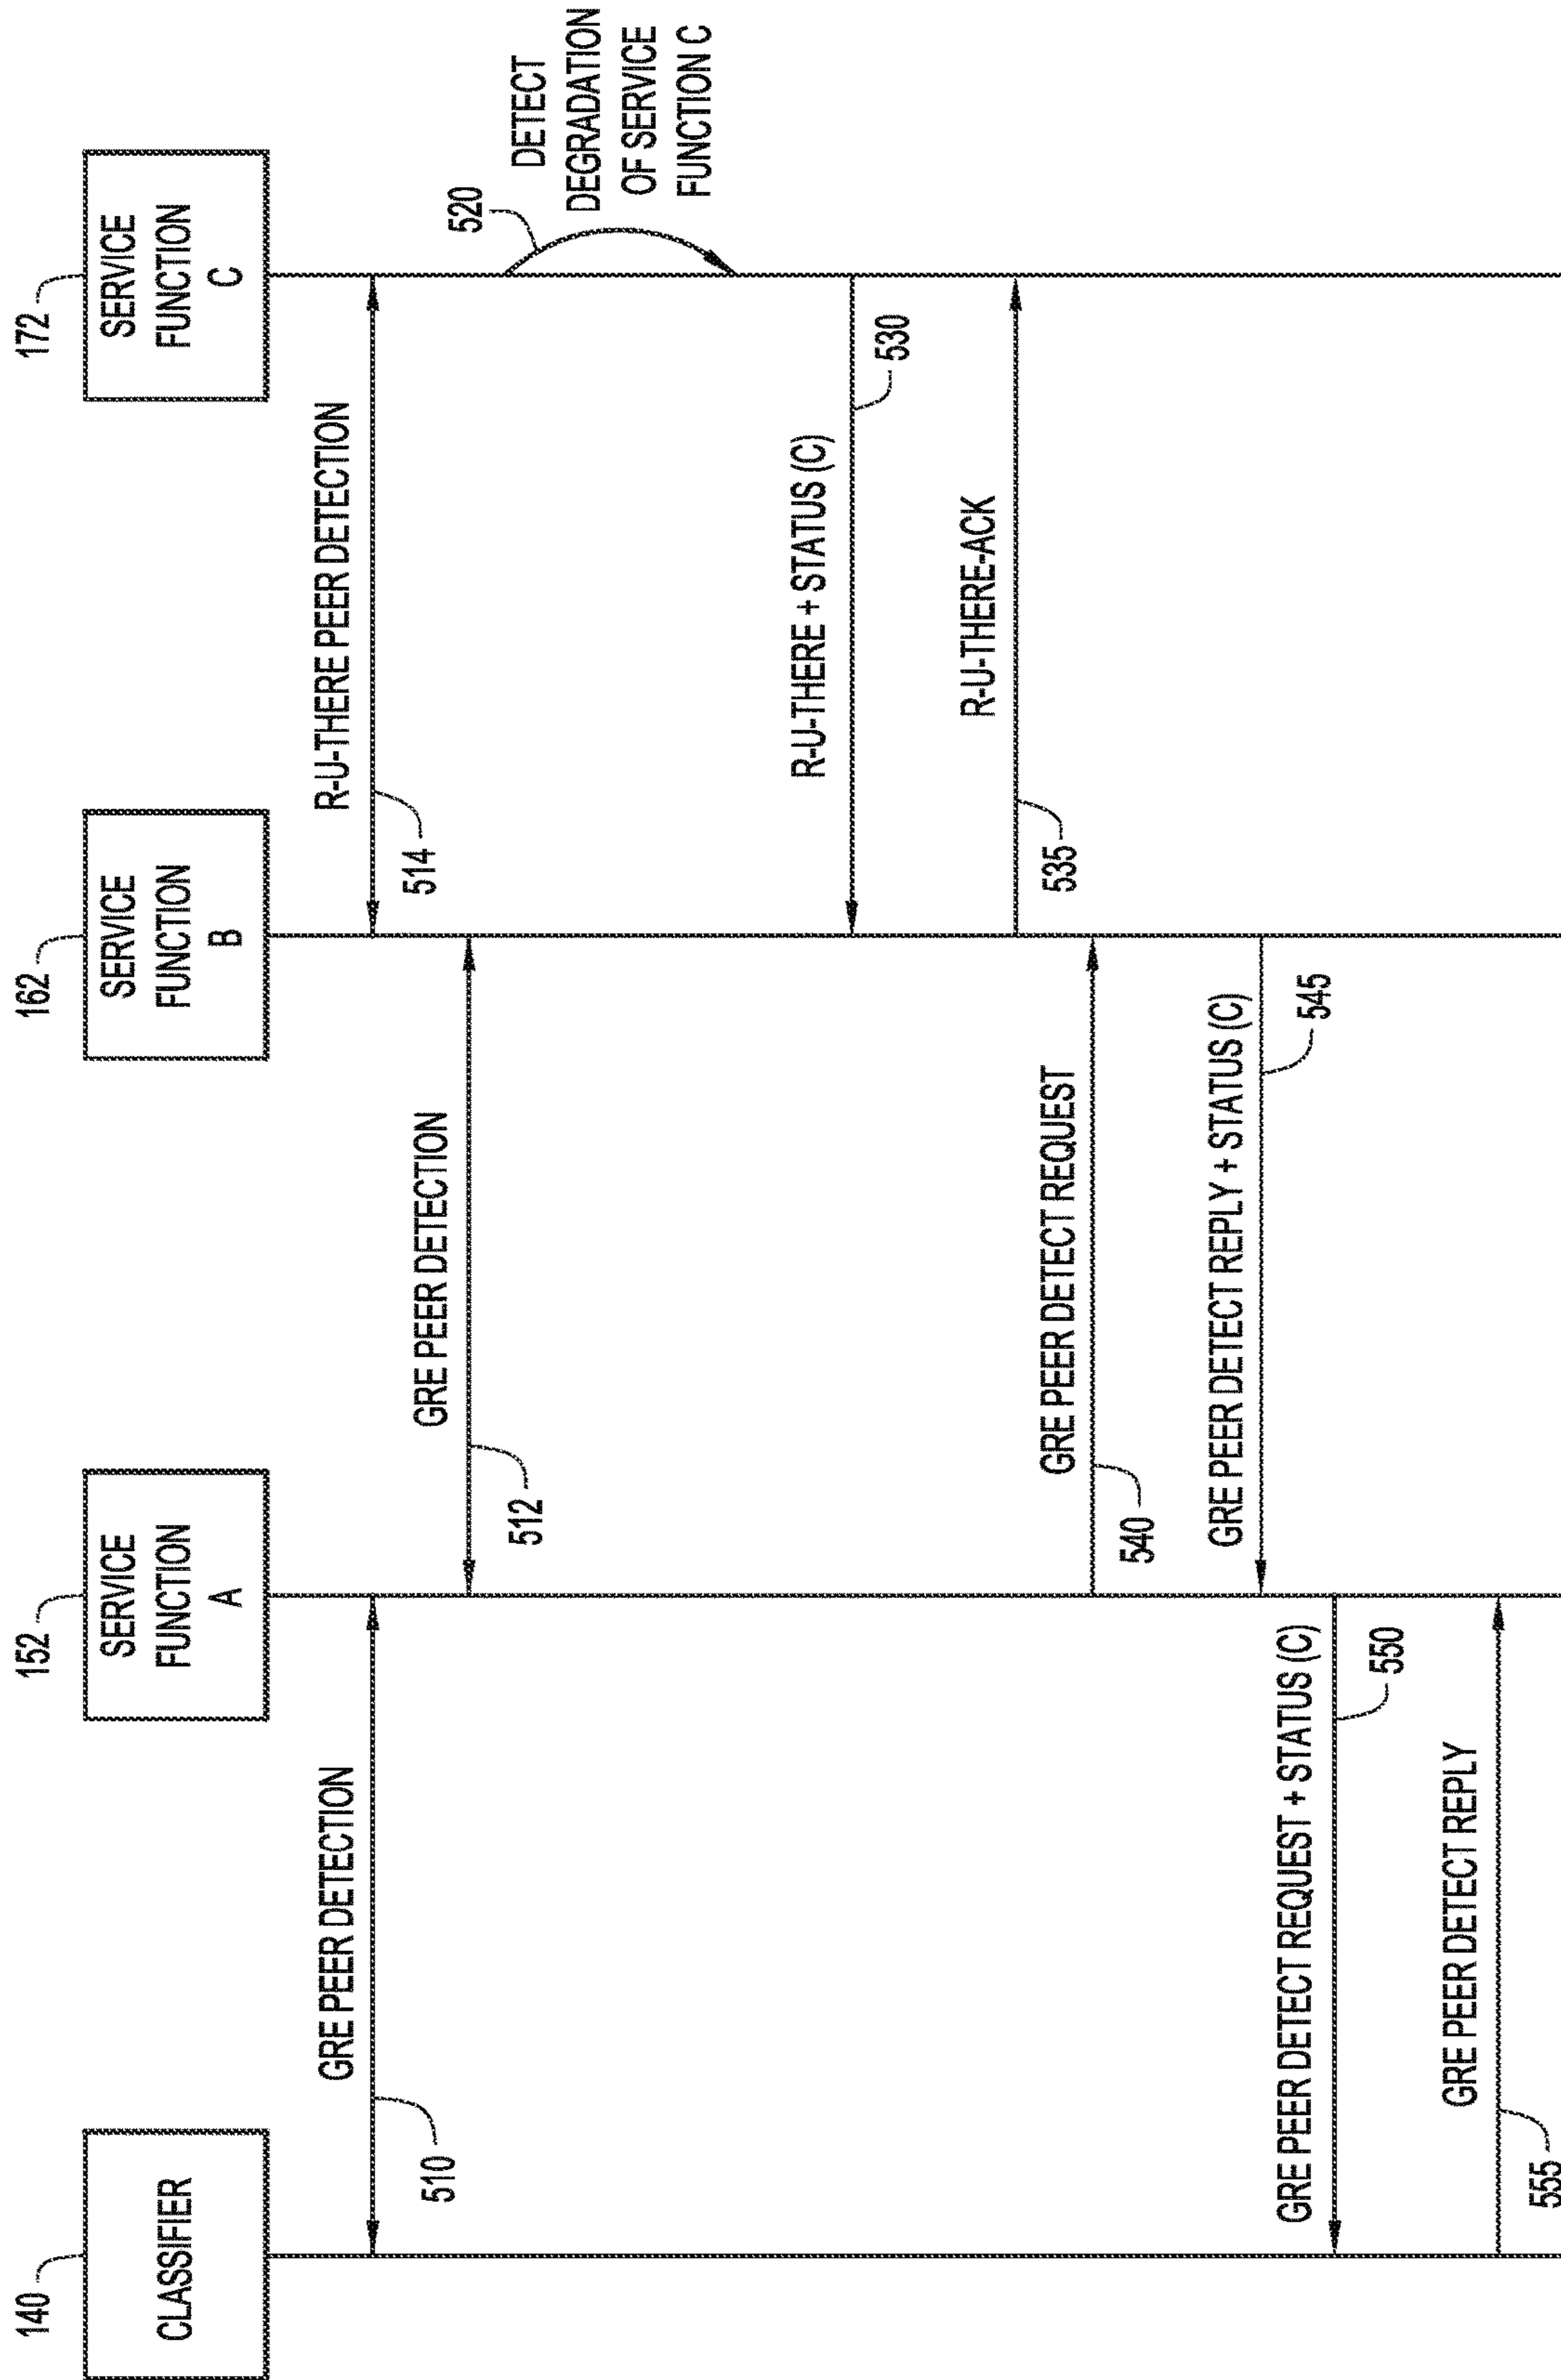 140
CLASSIFIER
152
SERVICE
FUNCTION
A
162
SERVICE
FUNCTION
B
172
SERVICE
FUNCTION
C
GRE PEER DETECTION
510
GRE PEER DETECTION
512
R-U-THERE PEER DETECTION
514
520
DETECT
DEGRADATION
OF SERVICE
FUNCTION C
R-U-THERE + STATUS (C)
530
R-U-THERE-ACK
535
GRE PEER DETECT REQUEST
540
GRE PEER DETECT REPLY + STATUS (C)
545
GRE PEER DETECT REQUEST + STATUS (C)
550
GRE PEER DETECT REPLY
555